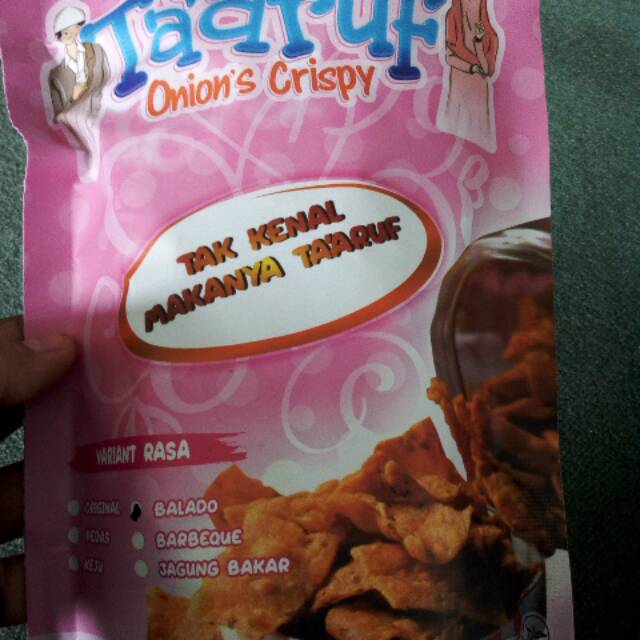 Ta'aruf
Onion's Crispy
TAK KENAL
MAKANYA TA'ARUF
VARIANT RASA
ORIGINAL BALADO
PEDAS BARBEQUE
KEJU JAGUNG BAKAR